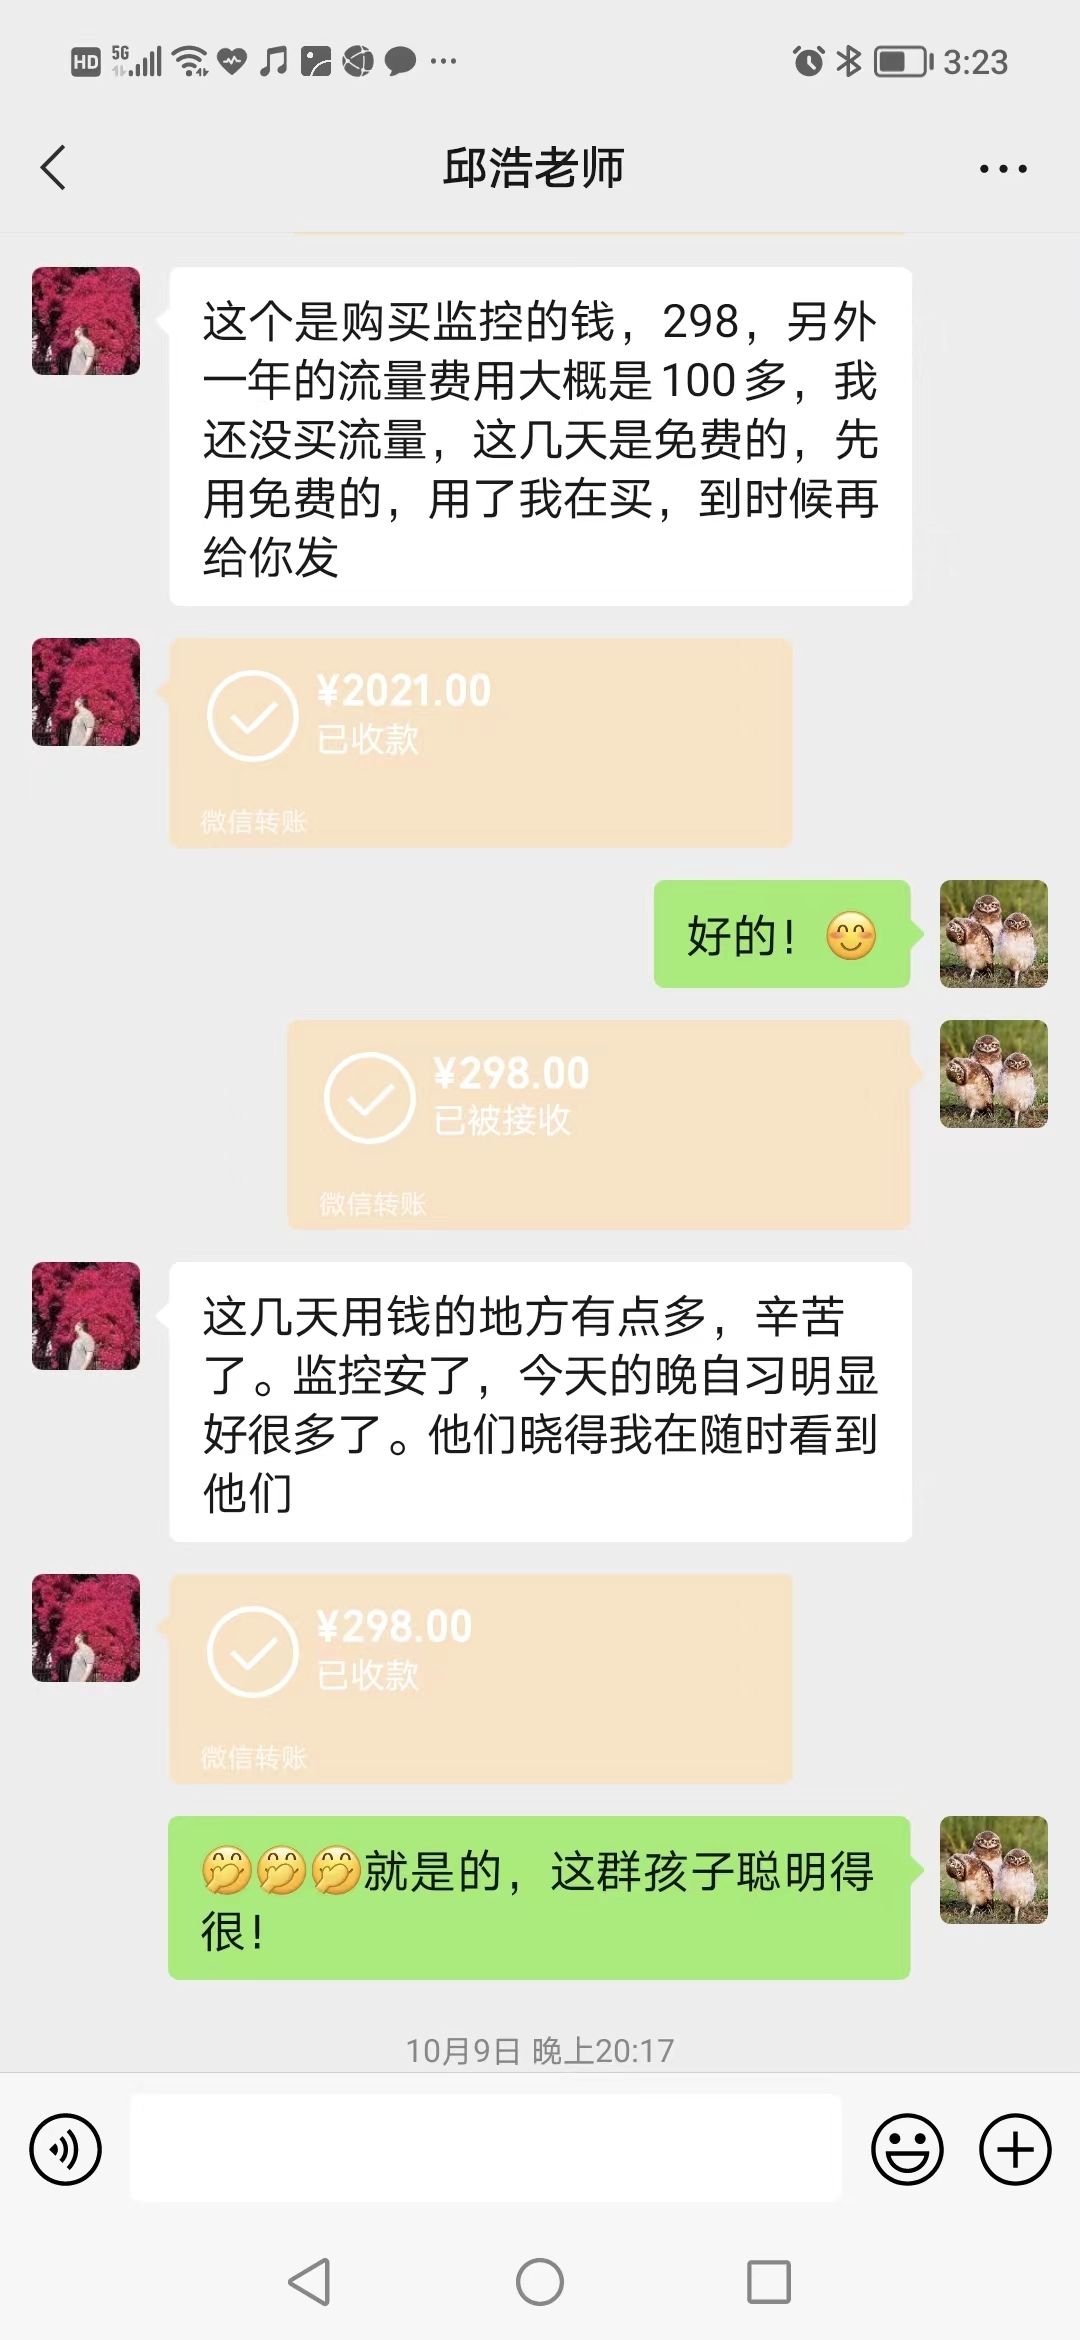 HD 5G 3:23
邱浩老师
这个是购买监控的钱，298，另外
一年的流量费用大概是100多，我
还没买流量，这几天是免费的，先
用免费的，用了我在买，到时候再
给你发
¥2021.00
已收款
微信转账
好的！
¥298.00
已被接收
微信转账
这几天用钱的地方有点多，辛苦
了。监控安了，今天的晚自习明显
好很多了。他们晓得我在随时看到
他们
¥298.00
已收款
微信转账
就是的，这群孩子聪明得
很！
10月9日 晚上20:17